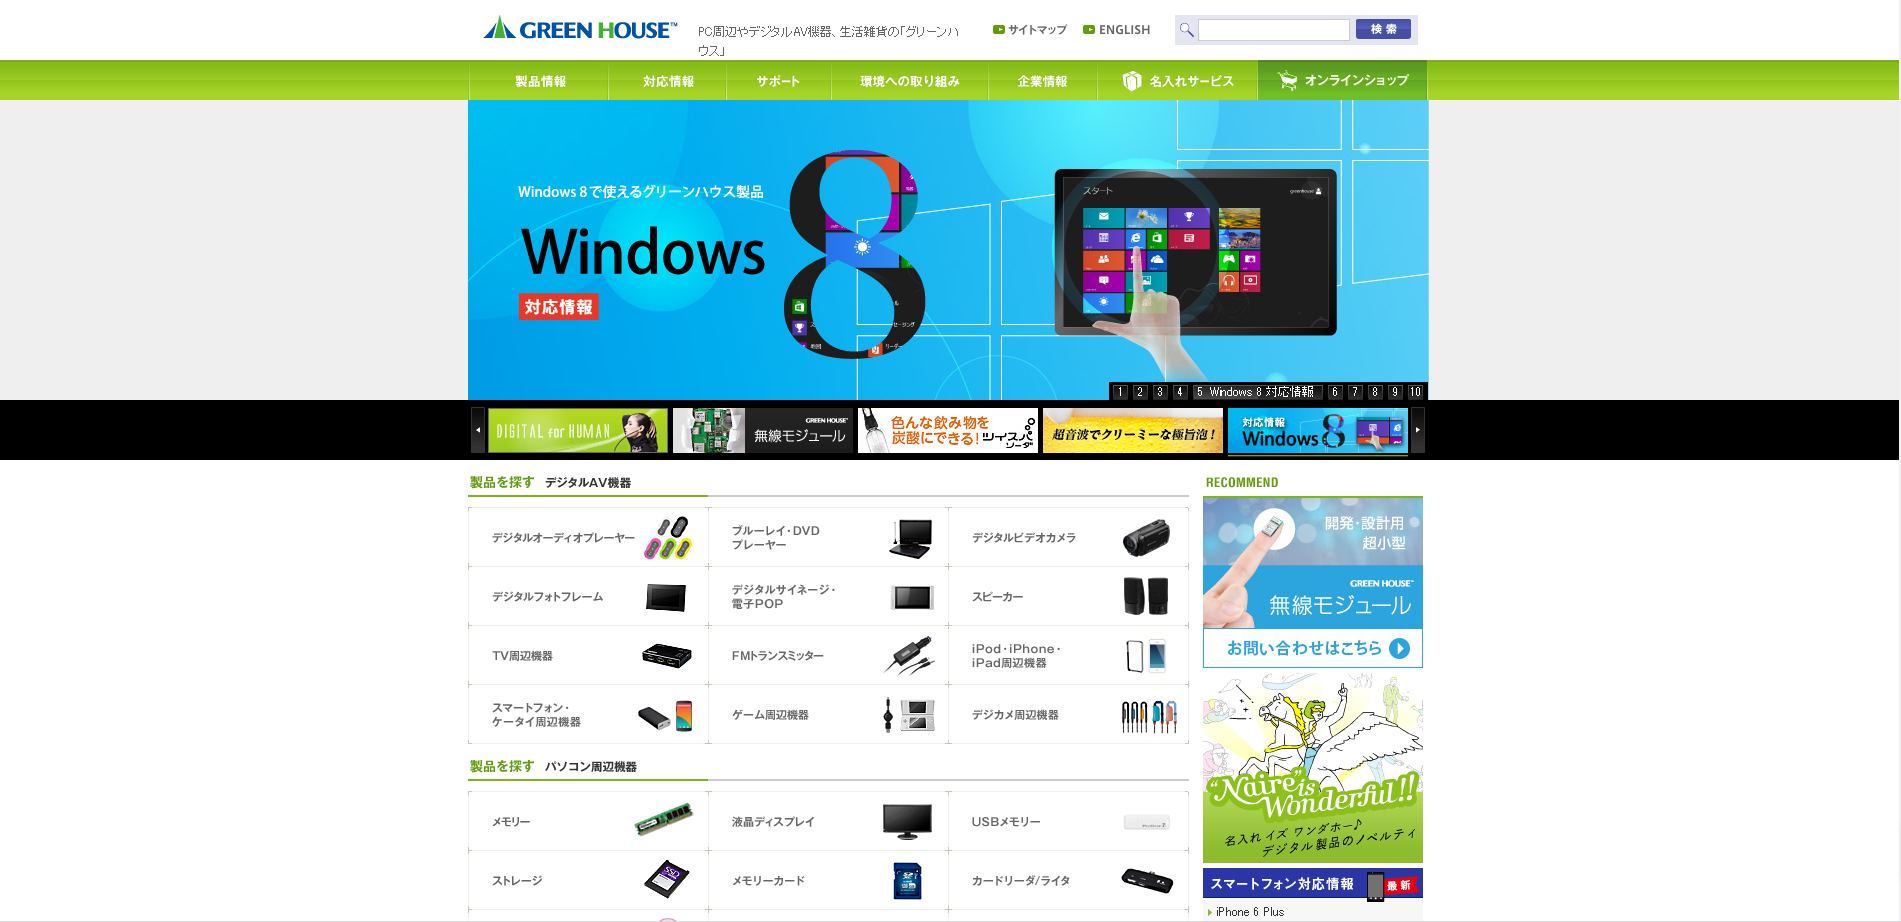 GREEN HOUSE™
PC周辺やデジタルAV機器、生活雑貨の「グリーンハ
ウス」
サイトマップ
ENGLISH
検索
製品情報
対応情報
サポート
環境への取り組み
企業情報
名入れサービス
オンラインショップ
Windows 8で使えるグリーンハウス製品
Windows 8
対応情報
スタート
greenhouse
1 2 3 4 5 Windows 8 対応情報 6 7 8 9 10
DIGITAL for HUMAN
GREEN HOUSE
無線モジュール
色んな飲み物を
炭酸にできる!
ツイスパ
ソーダ
超音波でクリーミーな極旨泡!
対応情報
Windows 8
製品を探す デジタルAV機器
デジタルオーディオプレーヤー
ブルーレイ・DVD
プレーヤー
デジタルビデオカメラ
デジタルフォトフレーム
デジタルサイネージ・
電子POP
スピーカー
TV周辺機器
FMトランスミッター
iPod・iPhone・
iPad周辺機器
スマートフォン・
ケータイ周辺機器
ゲーム周辺機器
デジカメ周辺機器
製品を探す パソコン周辺機器
メモリー
液晶ディスプレイ
USBメモリー
ストレージ
SSD
メモリーカード
カードリーダ/ライタ
RECOMMEND
開発・設計用
超小型
GREEN HOUSE™
無線モジュール
お問い合わせはこちら
"Naire" is
Wonderful!!
名入れ イズ ワンダホー♪
デジタル製品のノベルティ
スマートフォン対応情報
最新
iPhone 6 Plus